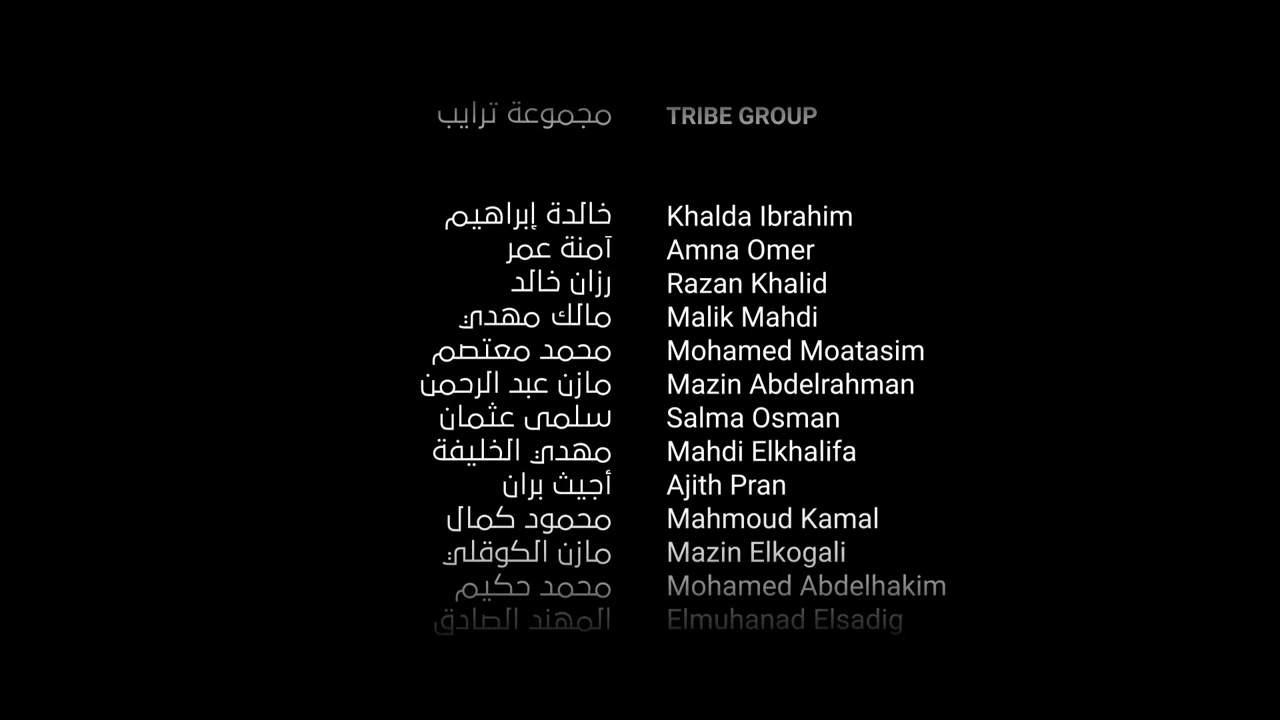 مجموعة ترايب TRIBE GROUP
خالدة إبراهيم Khalda Ibrahim
آمنة عمر Amna Omer
رزان خالد Razan Khalid
مالك مهدي Malik Mahdi
محمد معتصم Mohamed Moatasim
مازن عبد الرحمن Mazin Abdelrahman
سلمى عثمان Salma Osman
مهدي الخليفة Mahdi Elkhalifa
أجيث بران Ajith Pran
محمود كمال Mahmoud Kamal
مازن الكوقلي Mazin Elkogali
محمد حكيم Mohamed Abdelhakim
المهند الصادق Elmuhanad Elsadig